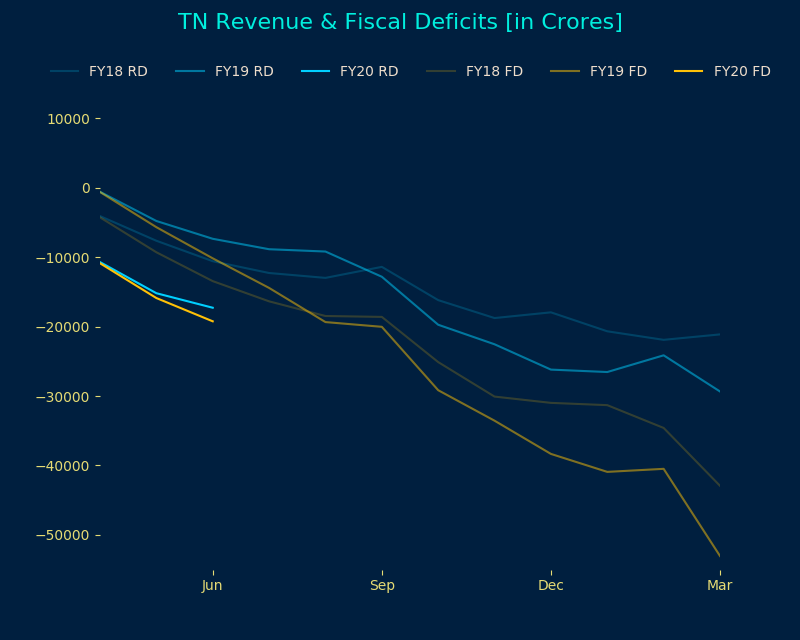 TN Revenue & Fiscal Deficits [in Crores]
FY18 RD FY19 RD FY20 RD FY18 FD FY19 FD FY20 FD
10000
0
−10000
−20000
−30000
−40000
−50000
Jun Sep Dec Mar